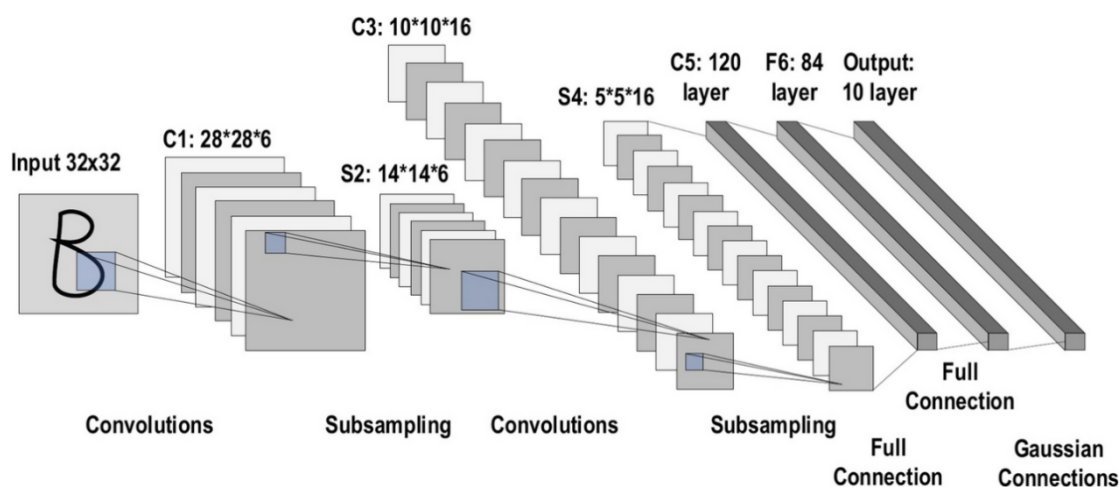 C3: 10*10*16
C5: 120
layer
F6: 84
layer
Output:
10 layer
S4: 5*5*16
C1: 28*28*6
Input 32x32
S2: 14*14*6
B
Full
Connection
Convolutions
Subsampling
Convolutions
Subsampling
Full
Connection
Gaussian
Connections